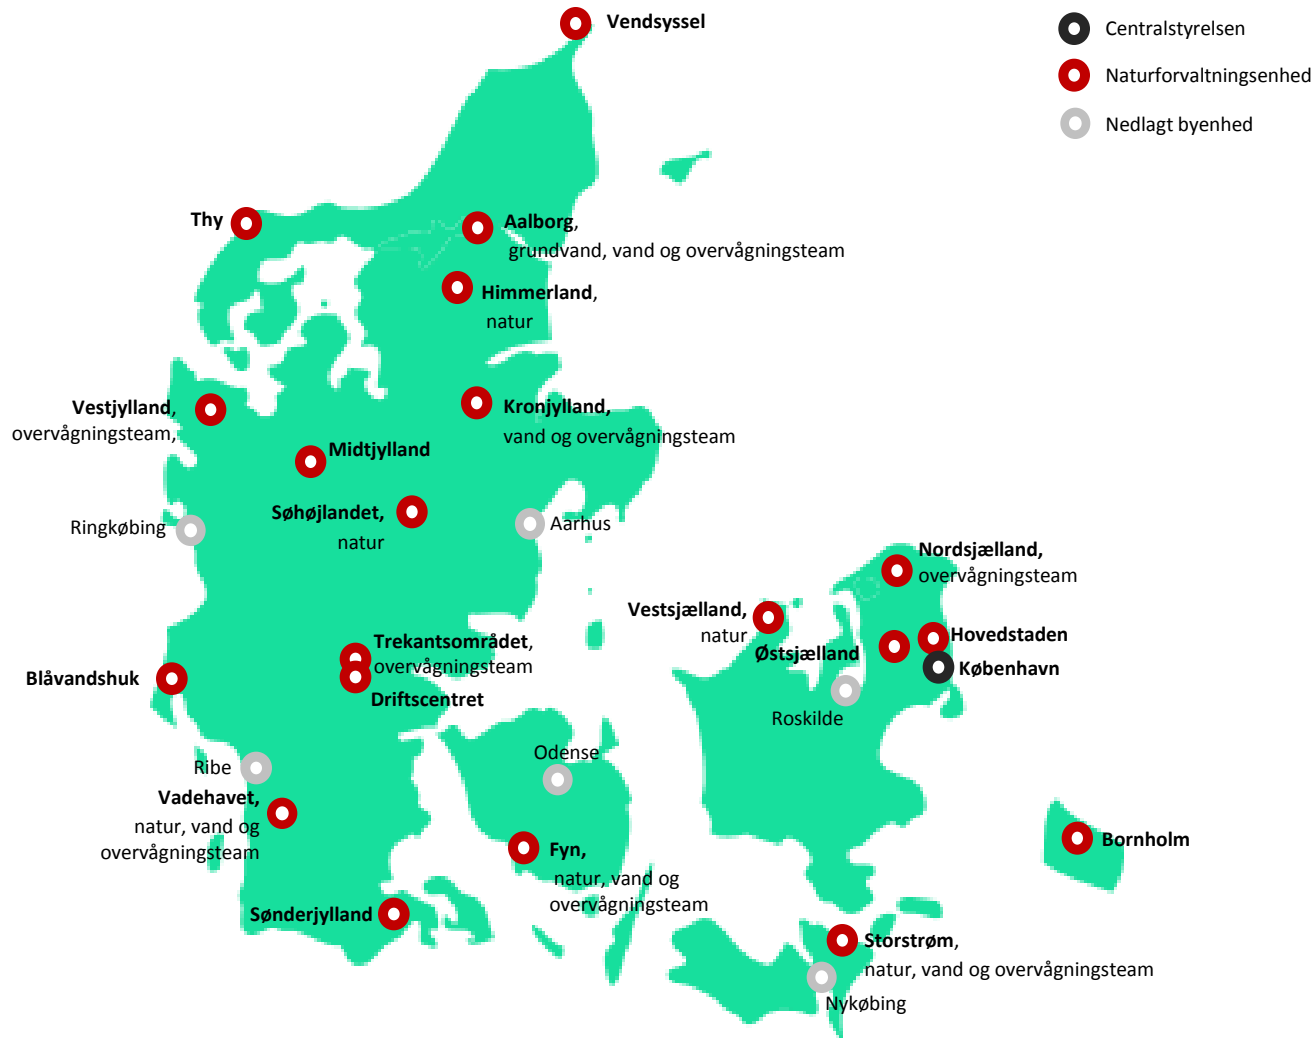 Vendsyssel
Centralstyrelsen
Naturforvaltningsenhed
Nedlagt byenhed
Thy
Aalborg,
grundvand, vand og overvågningsteam
Himmerland,
natur
Vestjylland,
overvågningsteam,
Kronjylland,
vand og overvågningsteam
Midtjylland
Søhøjlandet,
natur
Ringkøbing
Aarhus
Nordsjælland,
overvågningsteam
Vestsjælland,
natur
Hovedstaden
Østsjælland
København
Trekantsområdet,
overvågningsteam
Blåvandshuk
Driftscentret
Roskilde
Odense
Ribe
Vadehavet,
natur, vand og
overvågningsteam
Bornholm
Fyn,
natur, vand og
overvågningsteam
Sønderjylland
Storstrøm,
natur, vand og overvågningsteam
Nykøbing